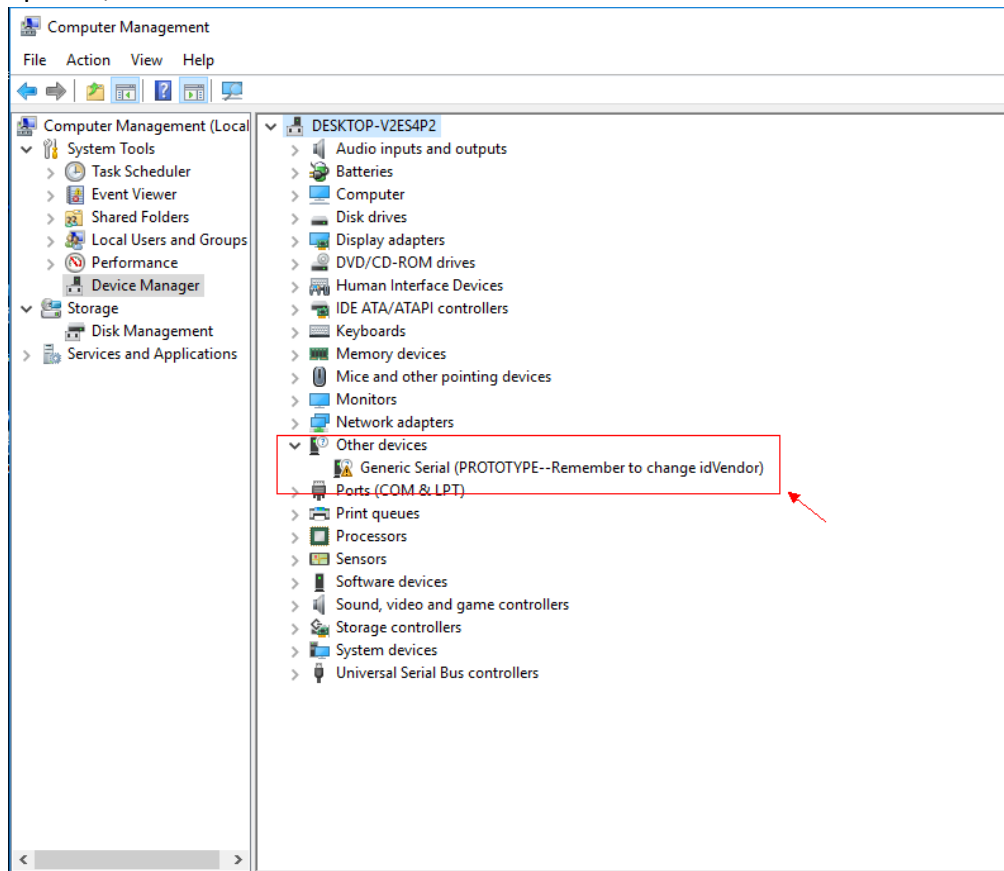 Computer Management
File Action View Help
Computer Management (Local
System Tools
Task Scheduler
Event Viewer
Shared Folders
Local Users and Groups
Performance
Device Manager
Storage
Disk Management
Services and Applications
DESKTOP-V2ES4P2
Audio inputs and outputs
Batteries
Computer
Disk drives
Display adapters
DVD/CD-ROM drives
Human Interface Devices
IDE ATA/ATAPI controllers
Keyboards
Memory devices
Mice and other pointing devices
Monitors
Network adapters
Other devices
Generic Serial (PROTOTYPE--Remember to change idVendor)
Ports (COM & LPT)
Print queues
Processors
Sensors
Software devices
Sound, video and game controllers
Storage controllers
System devices
Universal Serial Bus controllers